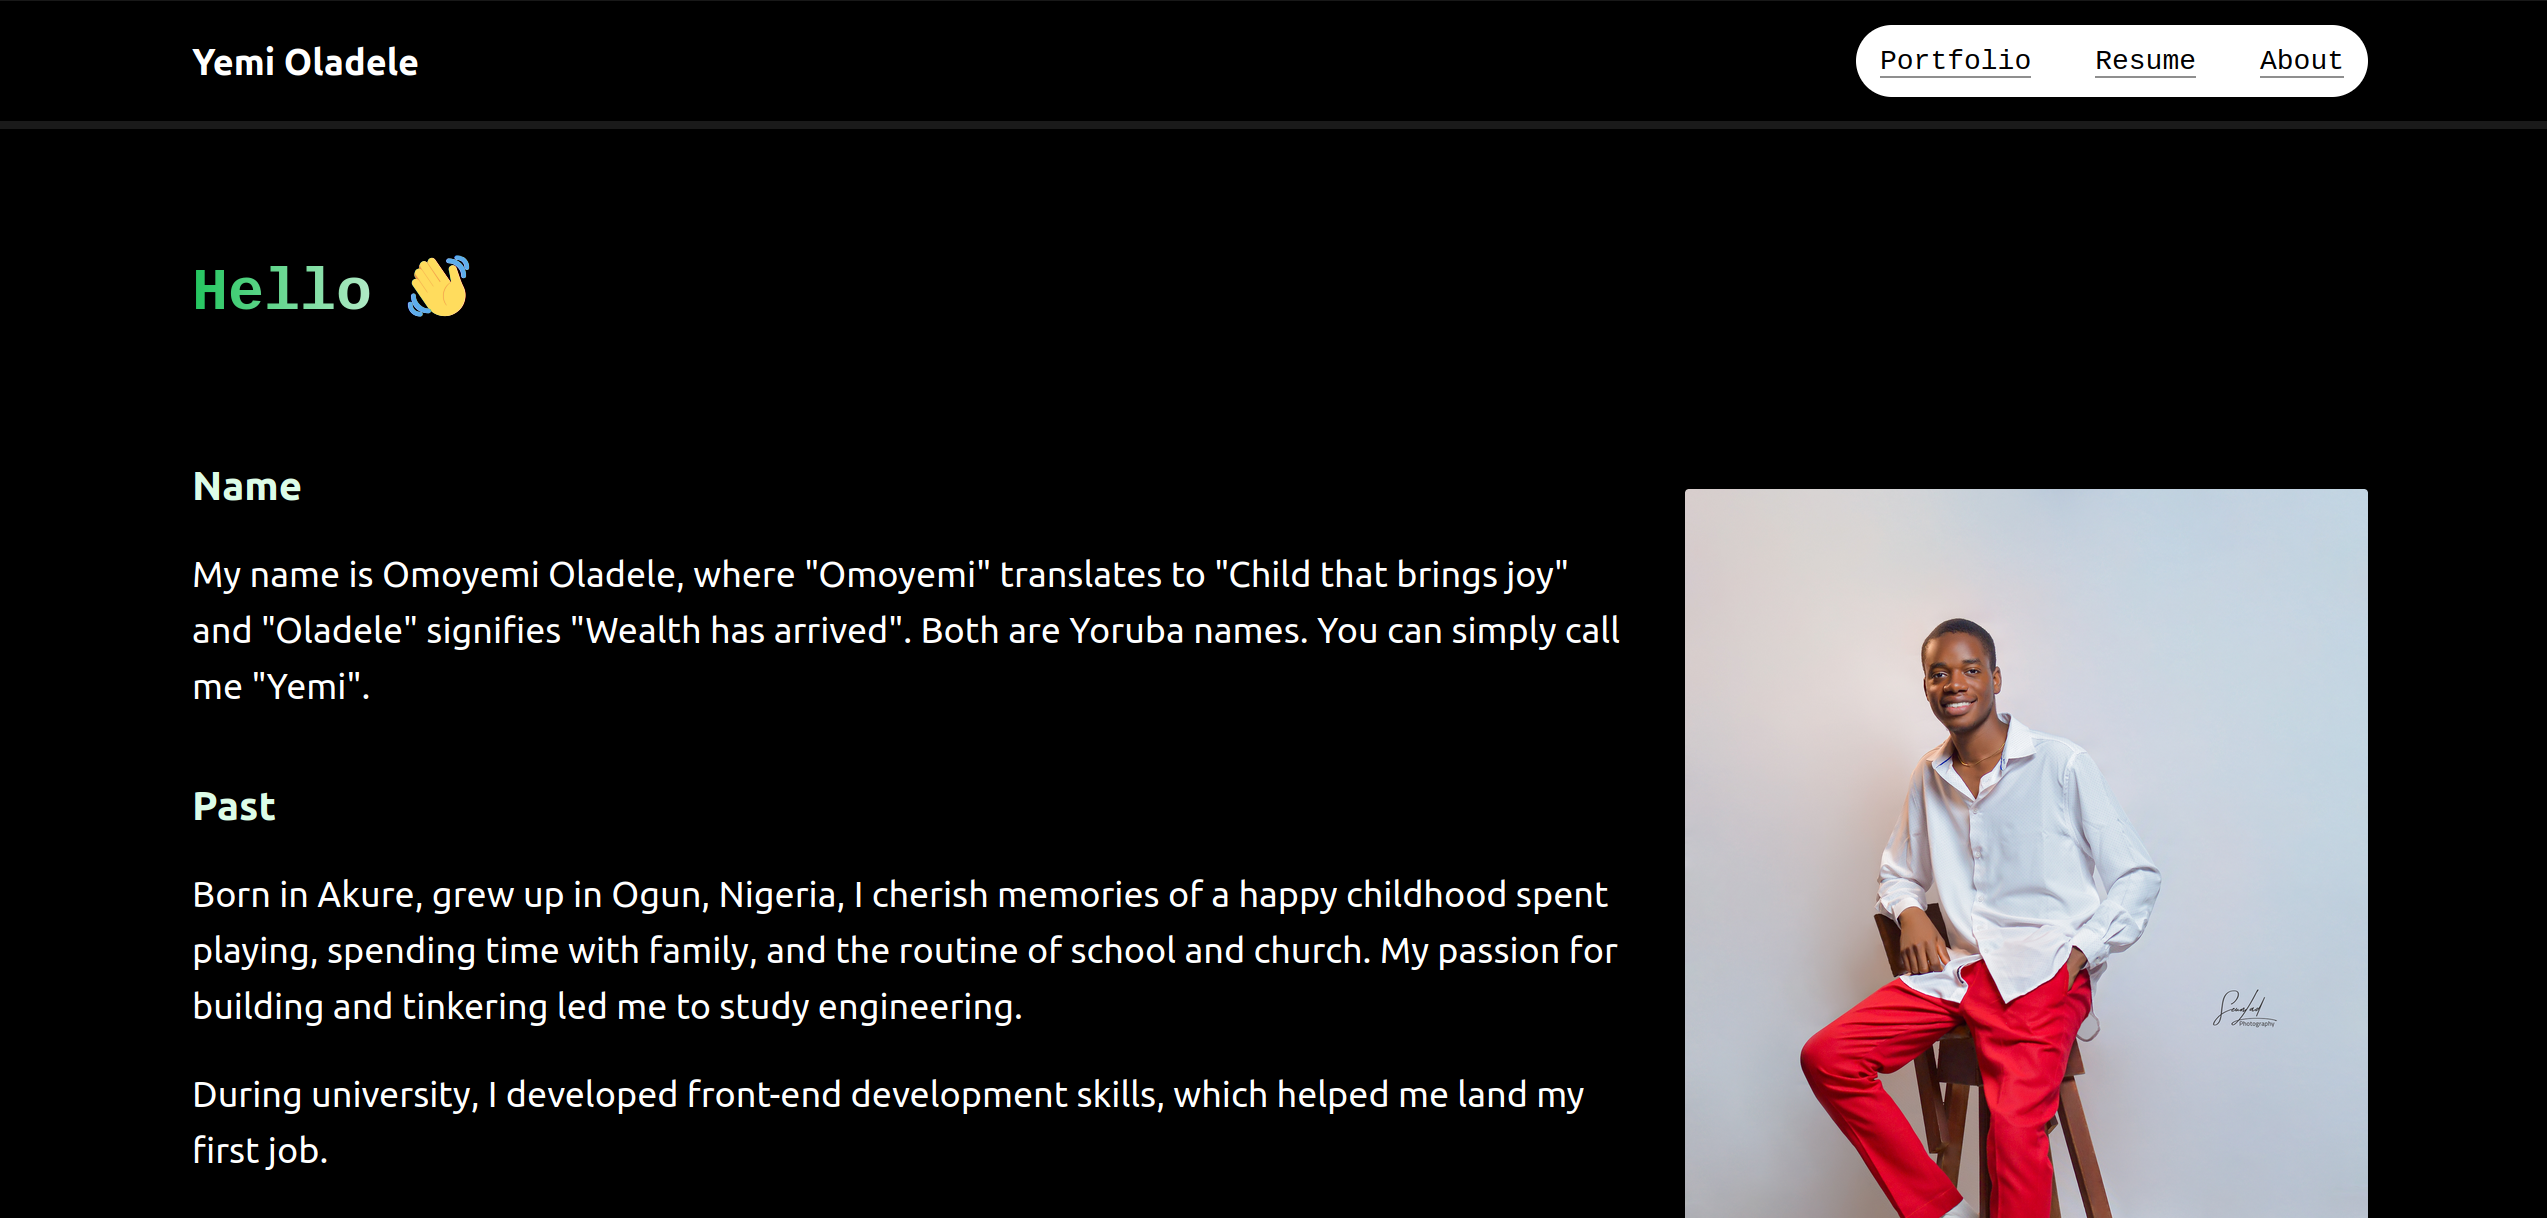 Yemi Oladele
Portfolio Resume About
Hello 👋
Name
My name is Omoyemi Oladele, where "Omoyemi" translates to "Child that brings joy"
and "Oladele" signifies "Wealth has arrived". Both are Yoruba names. You can simply call
me "Yemi".
Past
Born in Akure, grew up in Ogun, Nigeria, I cherish memories of a happy childhood spent
playing, spending time with family, and the routine of school and church. My passion for
building and tinkering led me to study engineering.
During university, I developed front-end development skills, which helped me land my
first job.
Photography